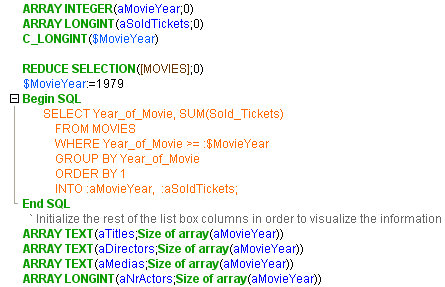 ARRAY INTEGER(aMovieYear;0)
ARRAY LONGINT(aSoldTickets;0)
C_LONGINT($MovieYear)
REDUCE SELECTION([MOVIES];0)
$MovieYear:=1979
Begin SQL
SELECT Year_of_Movie, SUM(Sold_Tickets)
FROM MOVIES
WHERE Year_of_Movie >= :$MovieYear
GROUP BY Year_of_Movie
ORDER BY 1
INTO :aMovieYear, :aSoldTickets;
End SQL
` Initialize the rest of the list box columns in order to visualize the information
ARRAY TEXT(aTitles;Size of array(aMovieYear))
ARRAY TEXT(aDirectors;Size of array(aMovieYear))
ARRAY TEXT(aMedias;Size of array(aMovieYear))
ARRAY LONGINT(aNrActors;Size of array(aMovieYear))